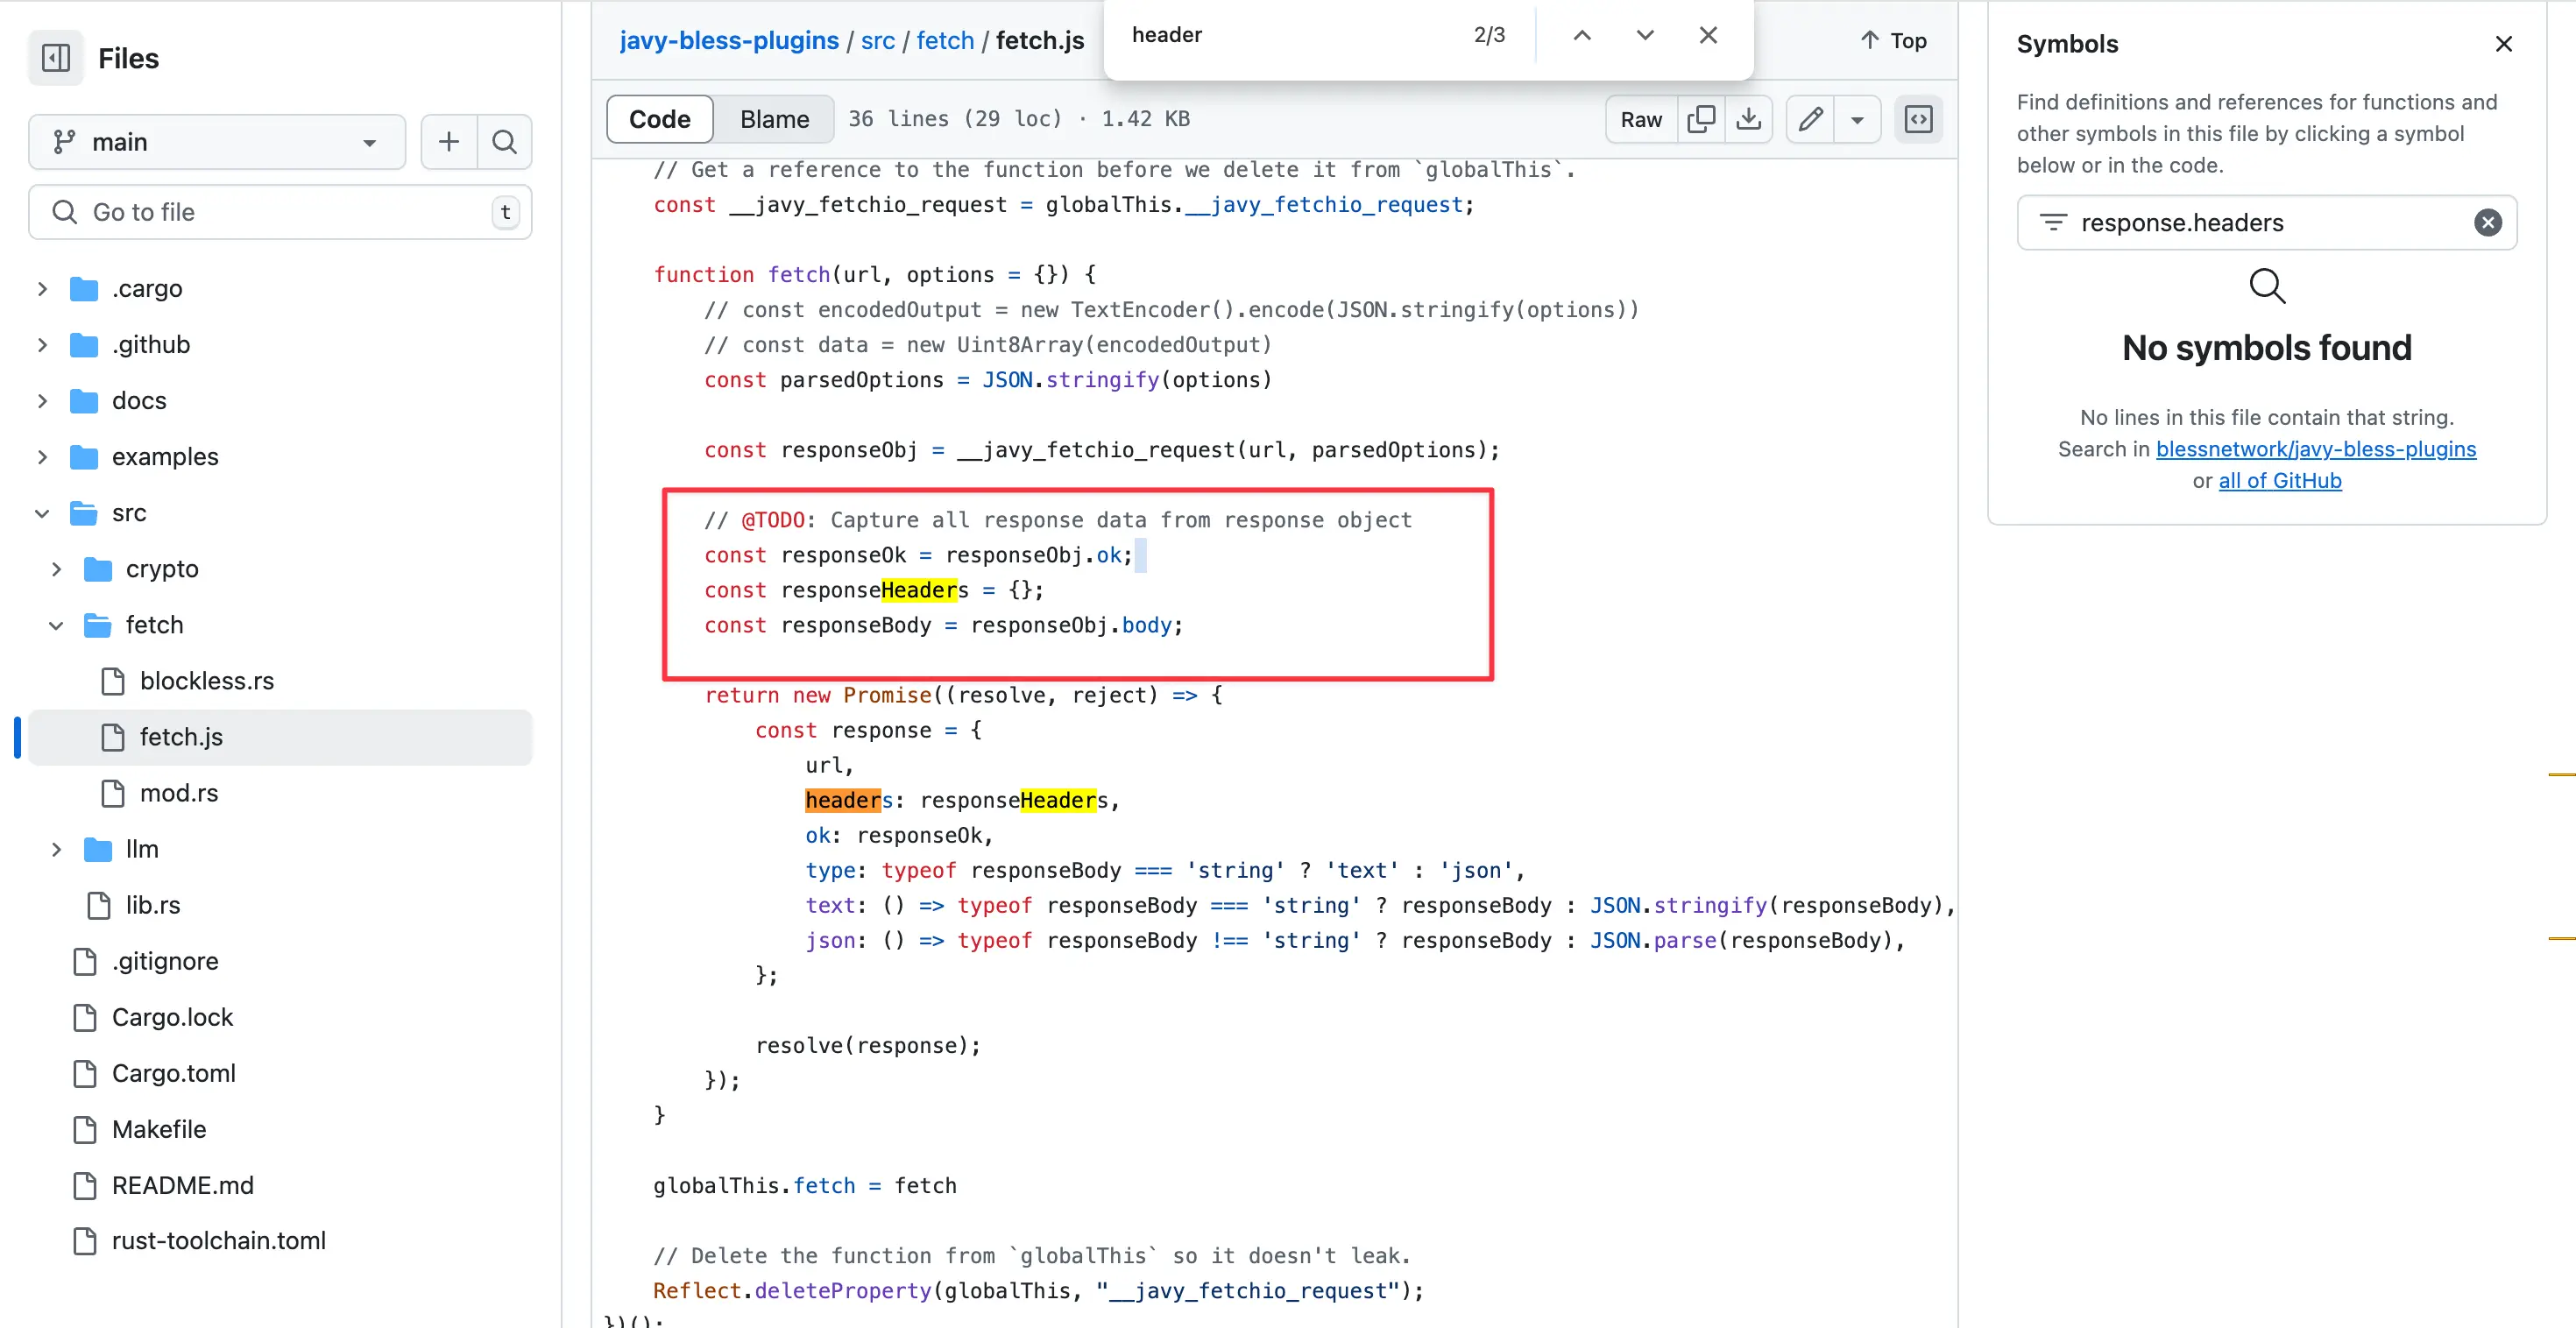 Files
main
Go to file
t
.cargo
.github
docs
examples
src
crypto
fetch
blockless.rs
fetch.js
mod.rs
llm
lib.rs
.gitignore
Cargo.lock
Cargo.toml
Makefile
README.md
rust-toolchain.toml
javy-bless-plugins / src / fetch / fetch.js
header 2/3
Top
Code Blame 36 lines (29 loc) · 1.42 KB
Raw
// Get a reference to the function before we delete it from `globalThis`.
const __javy_fetchio_request = globalThis.__javy_fetchio_request;
function fetch(url, options = {}) {
// const encodedOutput = new TextEncoder().encode(JSON.stringify(options))
// const data = new Uint8Array(encodedOutput)
const parsedOptions = JSON.stringify(options)
const responseObj = __javy_fetchio_request(url, parsedOptions);
// @TODO: Capture all response data from response object
const responseOk = responseObj.ok;
const responseHeaders = {};
const responseBody = responseObj.body;
return new Promise((resolve, reject) => {
const response = {
url,
headers: responseHeaders,
ok: responseOk,
type: typeof responseBody === 'string' ? 'text' : 'json',
text: () => typeof responseBody === 'string' ? responseBody : JSON.stringify(responseBody),
json: () => typeof responseBody !== 'string' ? responseBody : JSON.parse(responseBody),
};
resolve(response);
});
}
globalThis.fetch = fetch
// Delete the function from `globalThis` so it doesn't leak.
Reflect.deleteProperty(globalThis, "__javy_fetchio_request");
})();
Symbols
Find definitions and references for functions and
other symbols in this file by clicking a symbol
below or in the code.
response.headers
No symbols found
No lines in this file contain that string.
Search in blessnetwork/javy-bless-plugins
or all of GitHub